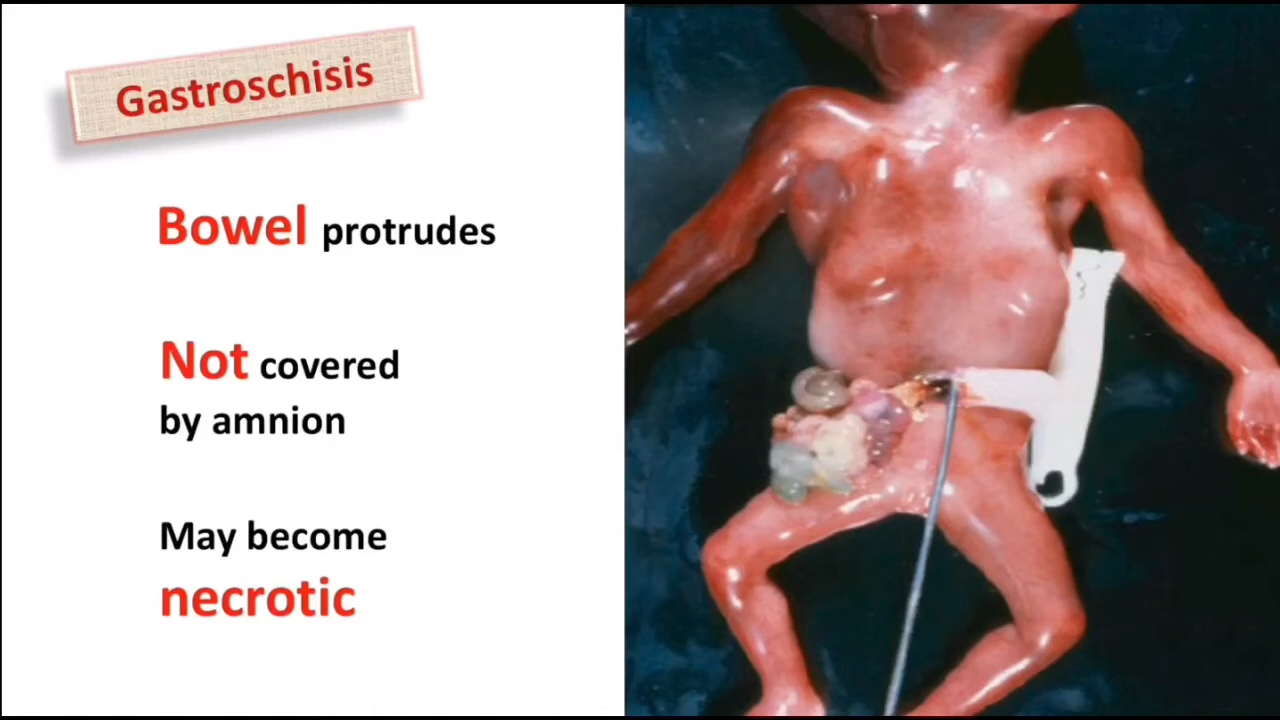 Gastroschisis
Bowel protrudes
Not covered
by amnion
May become
necrotic